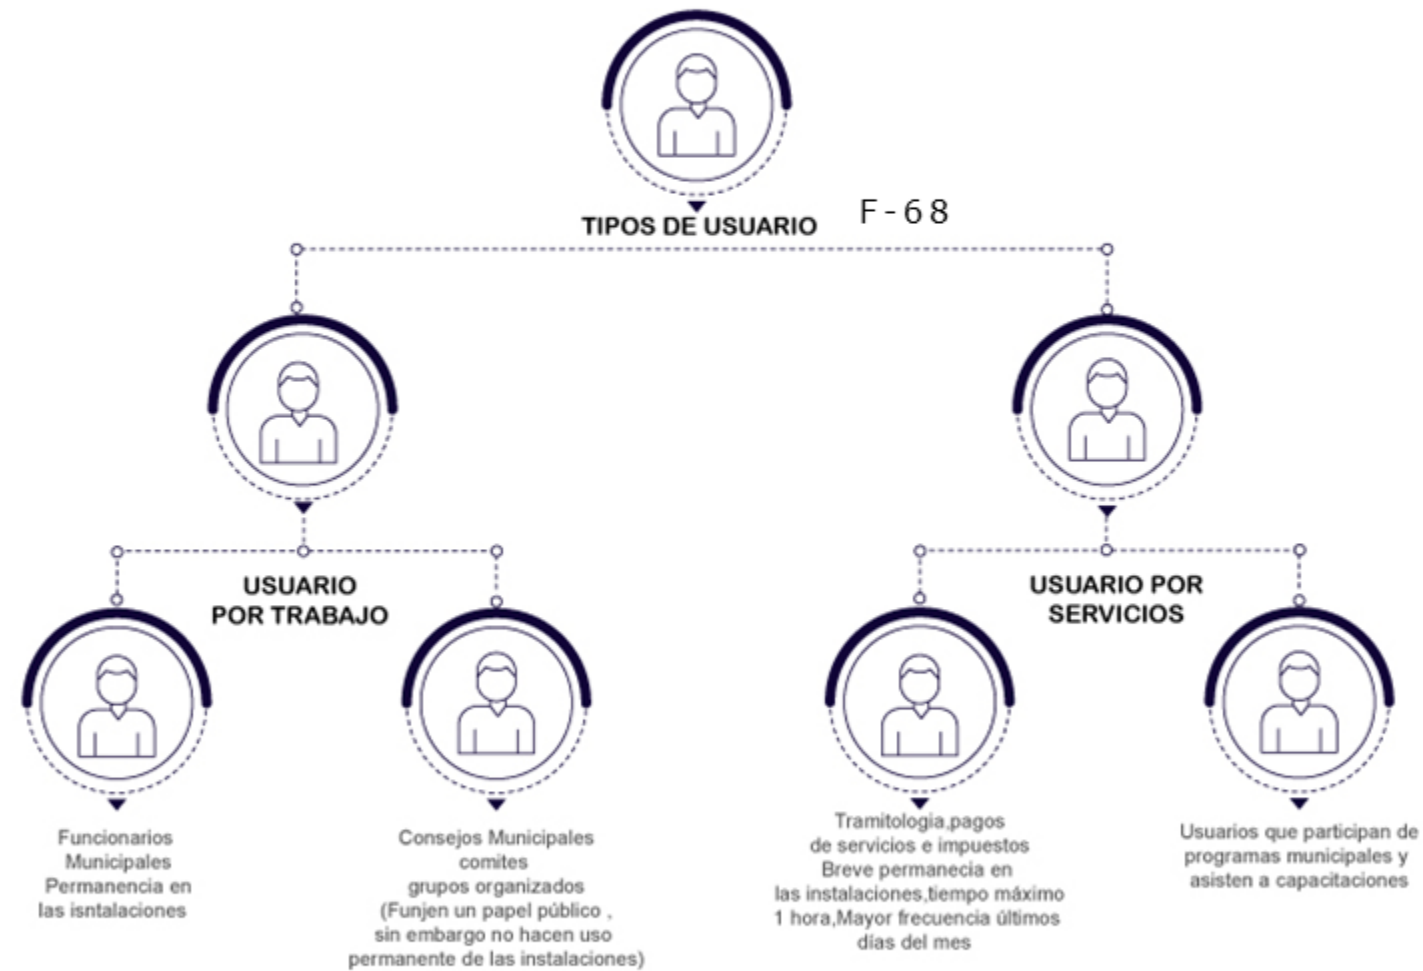 TIPOS DE USUARIO
F-68
USUARIO
POR TRABAJO
USUARIO POR
SERVICIOS
Funcionarios
Municipales
Permanencia en
las isntalaciones
Consejos Municipales
comites
grupos organizados
(Funjen un papel público ,
sin embargo no hacen uso
permanente de las instalaciones)
Tramitologia,pagos
de servicios e impuestos
Breve permanecia en
las instalaciones,tiempo máximo
1 hora,Mayor frecuencia últimos
días del mes
Usuarios que participan de
programas municipales y
asisten a capacitaciones